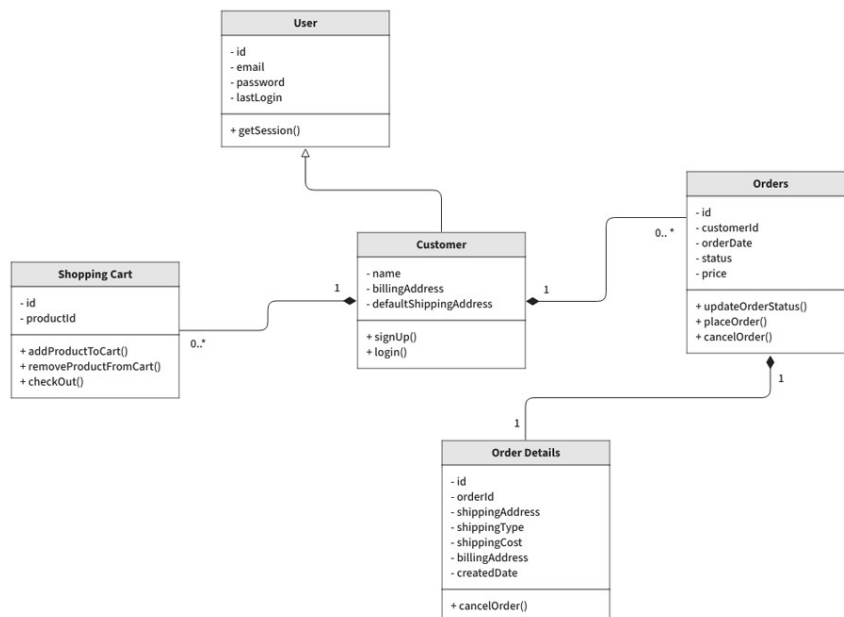 User
- id
- email
- password
- lastLogin
+ getSession()
Orders
- id
- customerId
- orderDate
- status
- price
+ updateOrderStatus()
+ placeOrder()
+ cancelOrder()
0.. *
1
Customer
- name
- billingAddress
- defaultShippingAddress
+ signUp()
+ login()
1
1
Shopping Cart
- id
- productId
+ addProductToCart()
+ removeProductFromCart()
+ checkOut()
0..*
1
Order Details
- id
- orderId
- shippingAddress
- shippingType
- shippingCost
- billingAddress
- createdDate
+ cancelOrder()